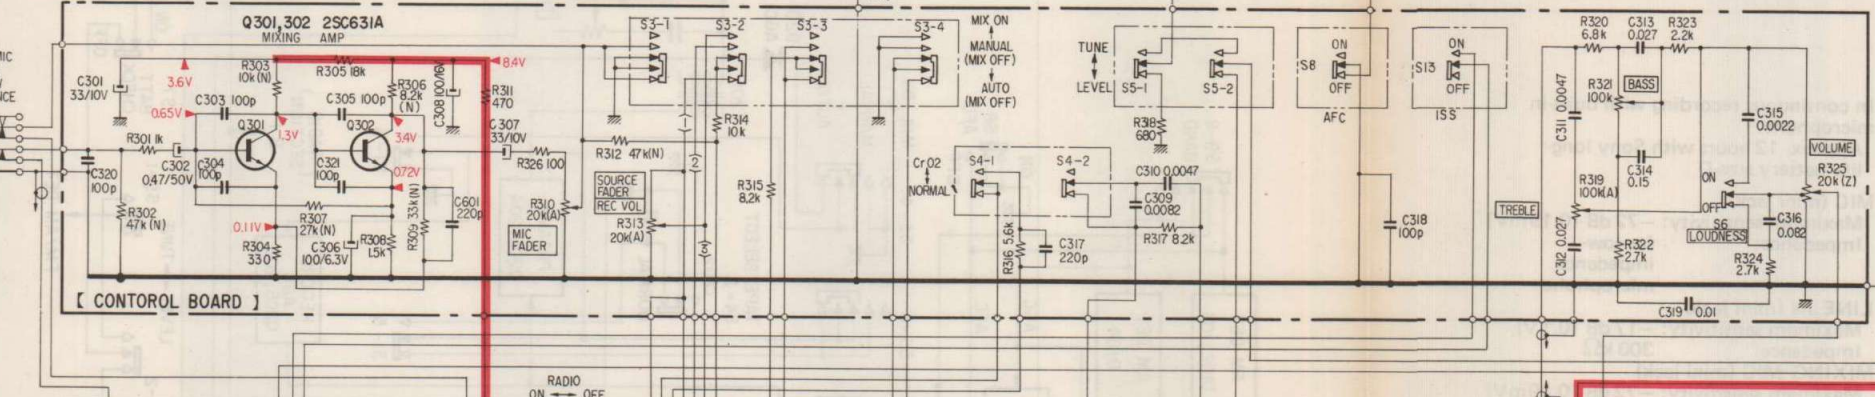 Q301,302 2SC631A
MIXING AMP
MIC
C301
33/10V
3.6V
R303
10k(N)
R305 18k
R306
8.2k
(N)
C308 100/16V
8.4V
R311
470
0.65V
C303 100p
C305 100p
Q301
1.3V
Q302
3.4V
C307
33/10V
R301 1k
C302
0.47/50V
C304
100p
C321
100p
0.72V
R326 100
C320
100p
R302
47k(N)
R307
27k(N)
0.11V
R304
330
C306
100/6.3V
R308
1.5k
R309 33k(N)
C601
220p
R310
20k(A)
MIC
FADER
[ CONTOROL BOARD ]
S3-1
S3-2
S3-3
S3-4
MIX ON
MANUAL
(MIX OFF)
AUTO
(MIX OFF)
R312 47k(N)
R314
10k
2
SOURCE
FADER
REC VOL
R313
20k(A)
3
R315
8.2k
TUNE
LEVEL
S5-1
S5-2
R318
680
CrO2
NORMAL
S4-1
S4-2
C310 0.0047
C309
0.0082
R317 8.2k
R316 5.6k
C317
220p
S8
ON
OFF
AFC
S13
ON
OFF
ISS
C318
100p
R320
6.8k
C313
0.027
R323
2.2k
BASS
R321
100k
C311 0.0047
C315
0.0022
VOLUME
R325
20k(Z)
C314
0.15
R319
100k(A)
TREBLE
ON
OFF
S6
LOUDNESS
C316
0.082
C312 0.027
R322
2.7k
R324
2.7k
C319 0.01
RADIO
ON ↔ OFF